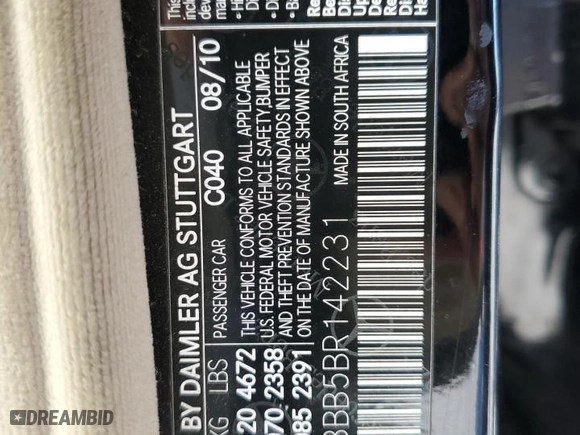 BY DAIMLER AG STUTTGART
KG LBS PASSENGER CAR C040 08/10
20 4672 THIS VEHICLE CONFORMS TO ALL APPLICABLE
070 2358 U.S. FEDERAL MOTOR VEHICLE SAFETY, BUMPER
085 2391 AND THEFT PREVENTION STANDARDS IN EFFECT
ON THE DATE OF MANUFACTURE SHOWN ABOVE
BB5BR142231 MADE IN SOUTH AFRICA
This
DREAMBID